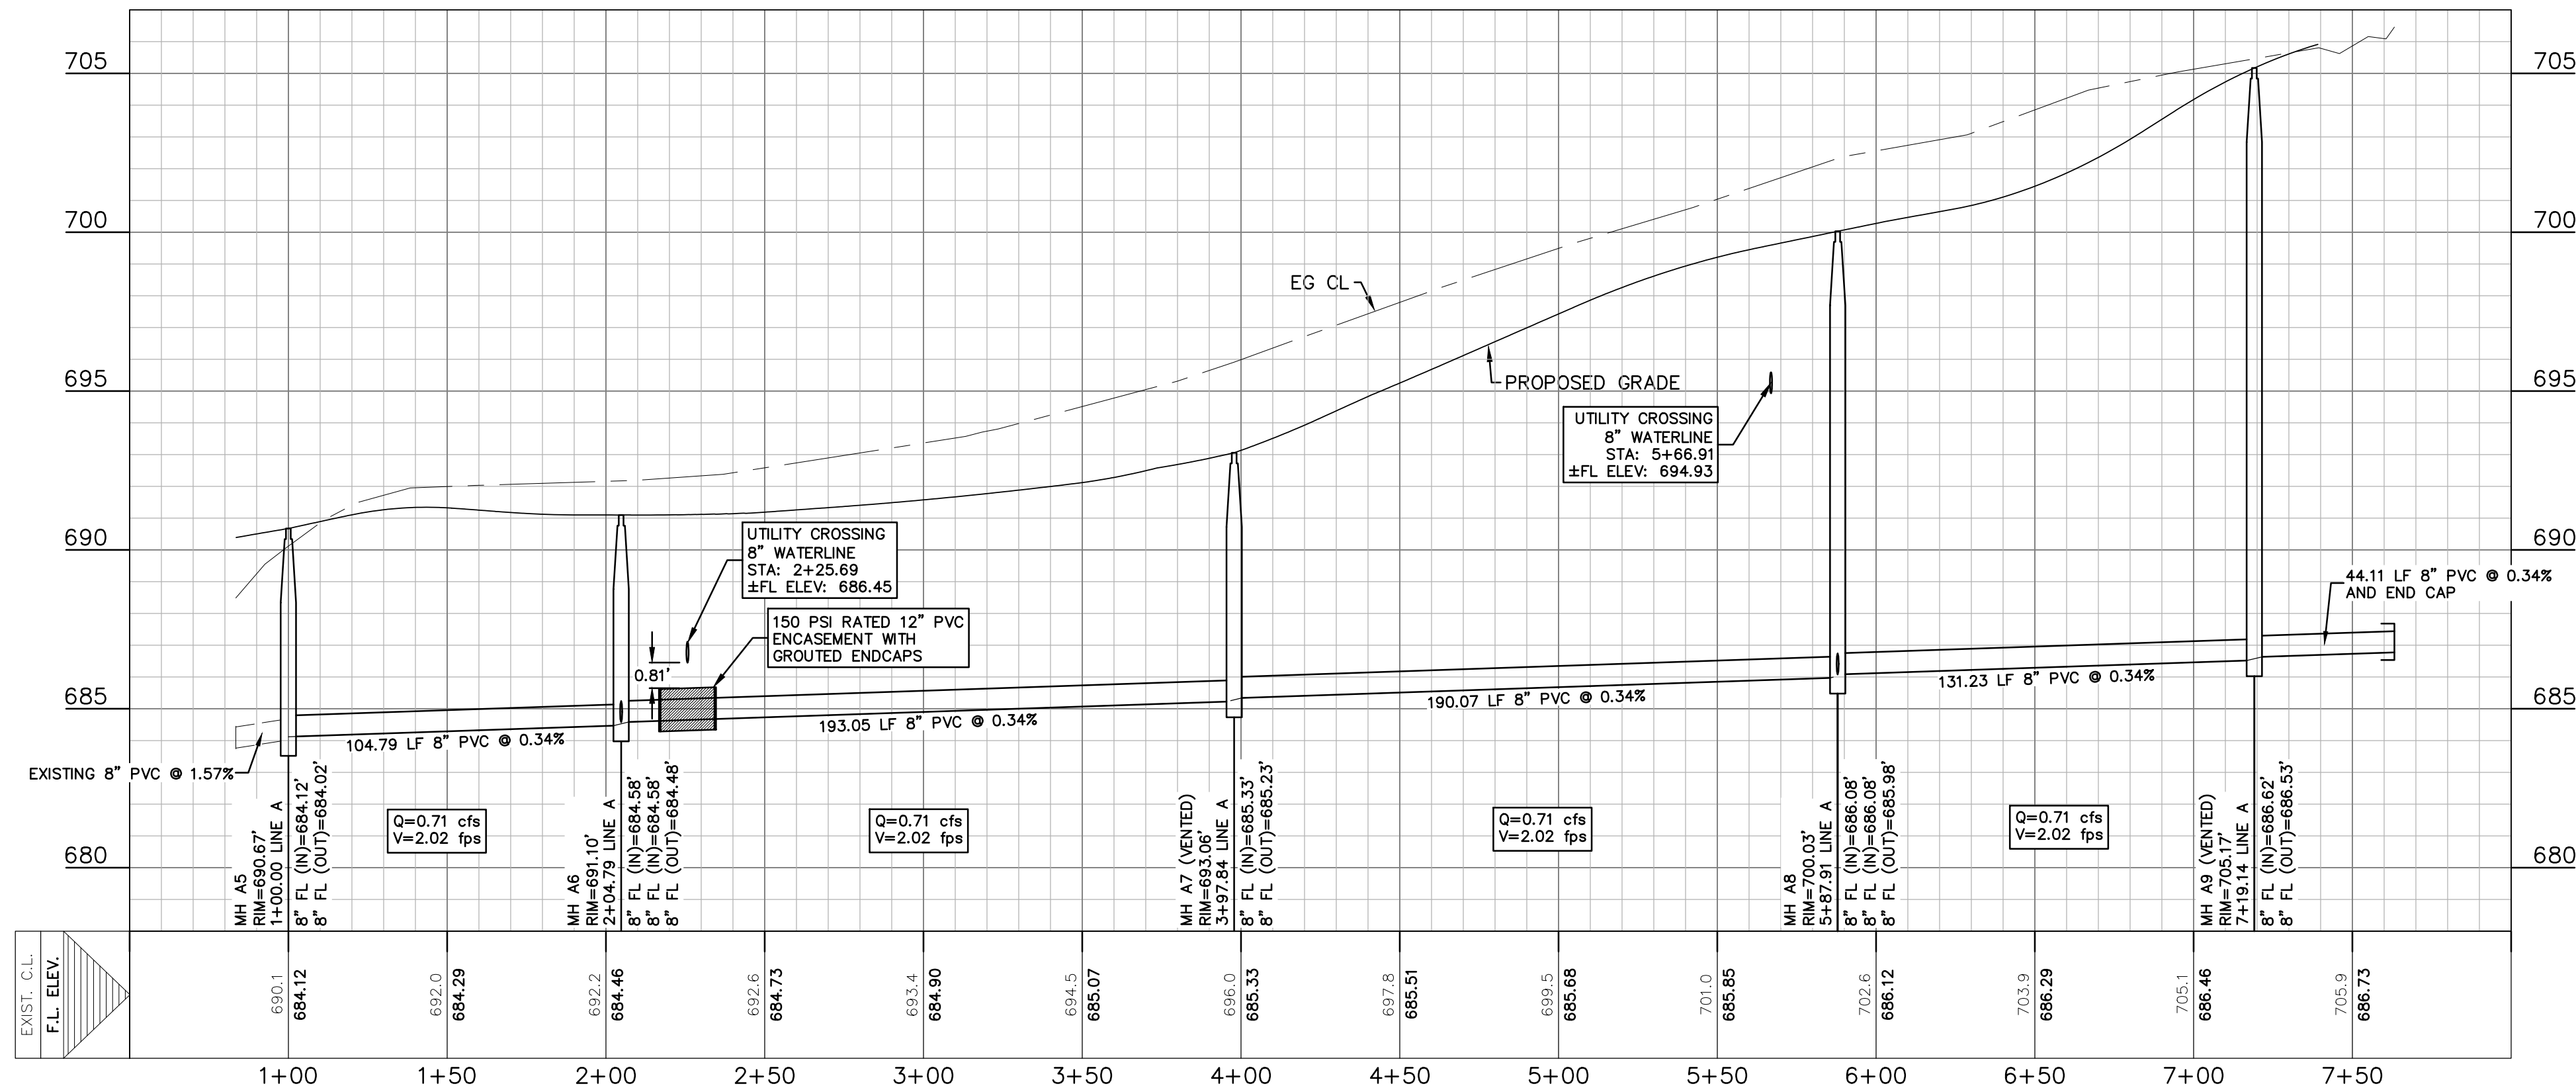 705
700
695
690
685
680
705
700
695
690
685
680
EG CL
PROPOSED GRADE
UTILITY CROSSING
8" WATERLINE
STA: 5+66.91
±FL ELEV: 694.93
UTILITY CROSSING
8" WATERLINE
STA: 2+25.69
±FL ELEV: 686.45
150 PSI RATED 12" PVC
ENCASEMENT WITH
GROUTED ENDCAPS
0.81'
44.11 LF 8" PVC @ 0.34%
AND END CAP
EXISTING 8" PVC @ 1.57%
104.79 LF 8" PVC @ 0.34%
193.05 LF 8" PVC @ 0.34%
190.07 LF 8" PVC @ 0.34%
131.23 LF 8" PVC @ 0.34%
MH A5
RIM=690.67'
1+00.00 LINE A
8" FL (IN)=684.12'
8" FL (OUT)=684.02'
Q=0.71 cfs
V=2.02 fps
MH A6
RIM=691.10'
2+04.79 LINE A
8" FL (IN)=684.58'
8" FL (IN)=684.58'
8" FL (OUT)=684.48'
Q=0.71 cfs
V=2.02 fps
MH A7 (VENTED)
RIM=693.06'
3+97.84 LINE A
8" FL (IN)=685.33'
8" FL (OUT)=685.23'
Q=0.71 cfs
V=2.02 fps
MH A8
RIM=700.03'
5+87.91 LINE A
8" FL (IN)=686.08'
8" FL (IN)=686.08'
8" FL (OUT)=685.98'
Q=0.71 cfs
V=2.02 fps
MH A9 (VENTED)
RIM=705.17'
7+19.14 LINE A
8" FL (IN)=686.62'
8" FL (OUT)=686.53'
EXIST. C.L.
F.L. ELEV.
690.1
684.12
692.0
684.29
692.2
684.46
692.6
684.73
693.4
684.90
694.5
685.07
696.0
685.33
697.8
685.51
699.5
685.68
701.0
685.85
702.6
686.12
703.9
686.29
705.1
686.46
705.9
686.73
1+00
1+50
2+00
2+50
3+00
3+50
4+00
4+50
5+00
5+50
6+00
6+50
7+00
7+50